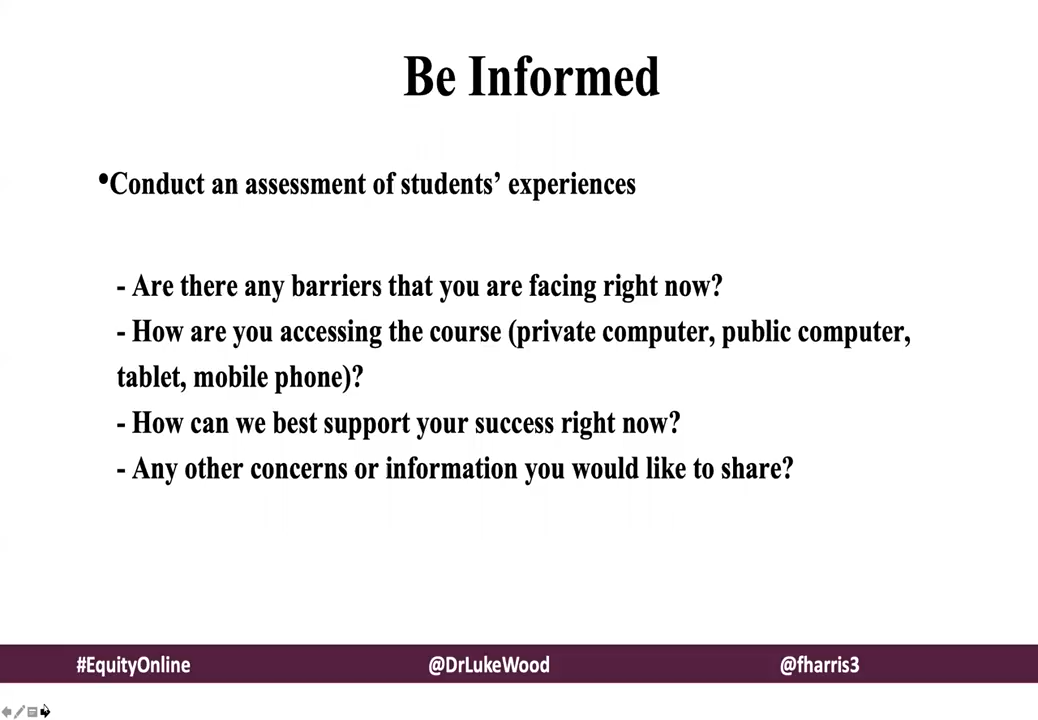 Be Informed
•Conduct an assessment of students’ experiences
- Are there any barriers that you are facing right now?
- How are you accessing the course (private computer, public computer,
tablet, mobile phone)?
- How can we best support your success right now?
- Any other concerns or information you would like to share?
#EquityOnline @DrLukeWood @fharris3